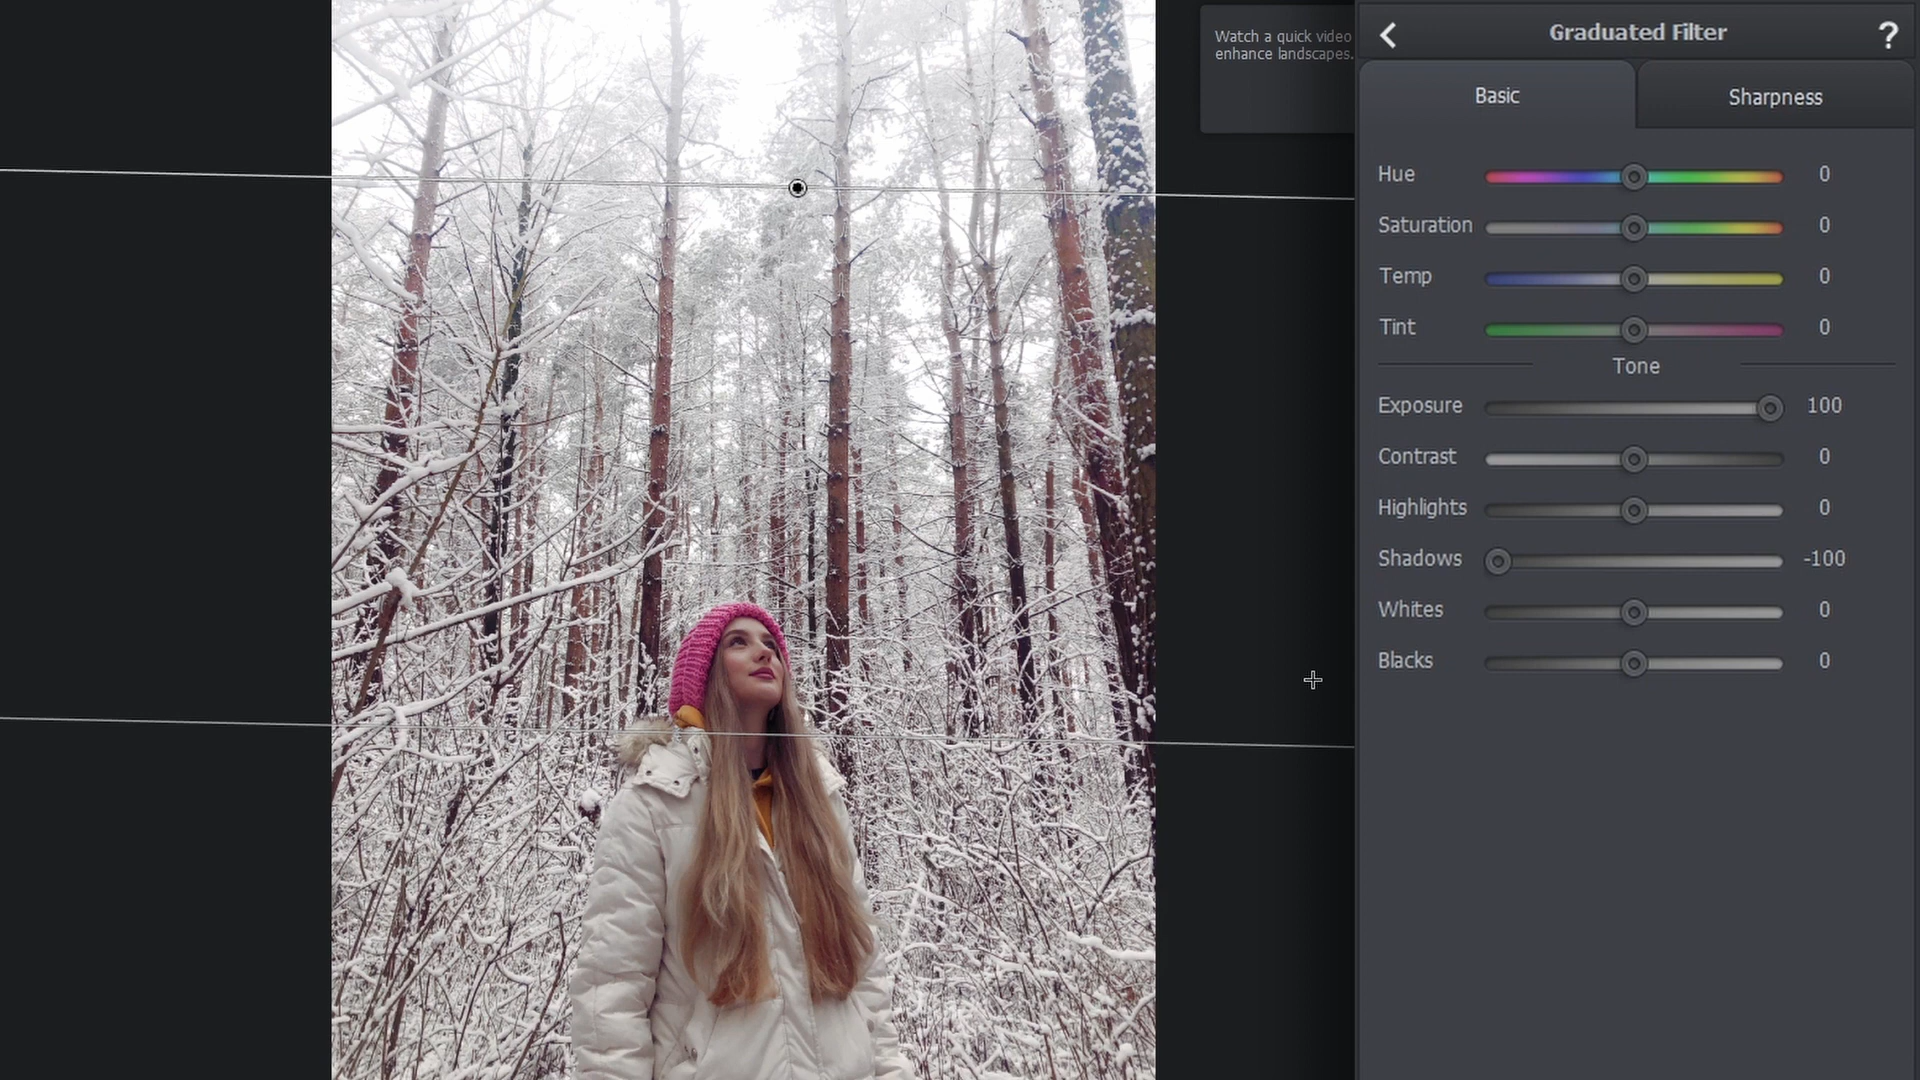 Watch a quick video
enhance landscapes.
Graduated Filter
?
Basic
Sharpness
Hue 0
Saturation 0
Temp 0
Tint 0
Tone
Exposure 100
Contrast 0
Highlights 0
Shadows -100
Whites 0
Blacks 0